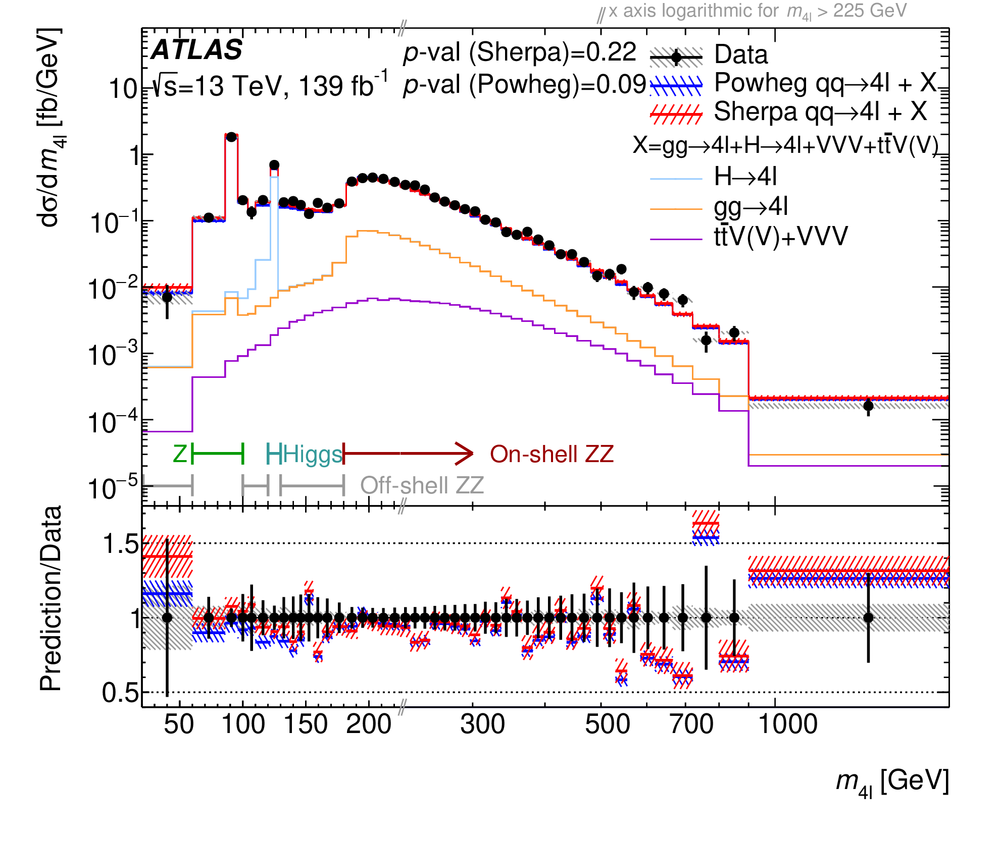 // x axis logarithmic for m4l > 225 GeV
dσ/dm4l [fb/GeV]
ATLAS
√s=13 TeV, 139 fb-1
p-val (Sherpa)=0.22
p-val (Powheg)=0.09
Data
Powheg qq→4l + X
Sherpa qq→4l + X
X=gg→4l+H→4l+VVV+tt̄V(V)
H→4l
gg→4l
tt̄V(V)+VVV
10
1
10−1
10−2
10−3
10−4
10−5
Z
Higgs
On-shell ZZ
Off-shell ZZ
Prediction/Data
1.5
1
0.5
50 100 150 200 300 500 700 1000
m4l [GeV]